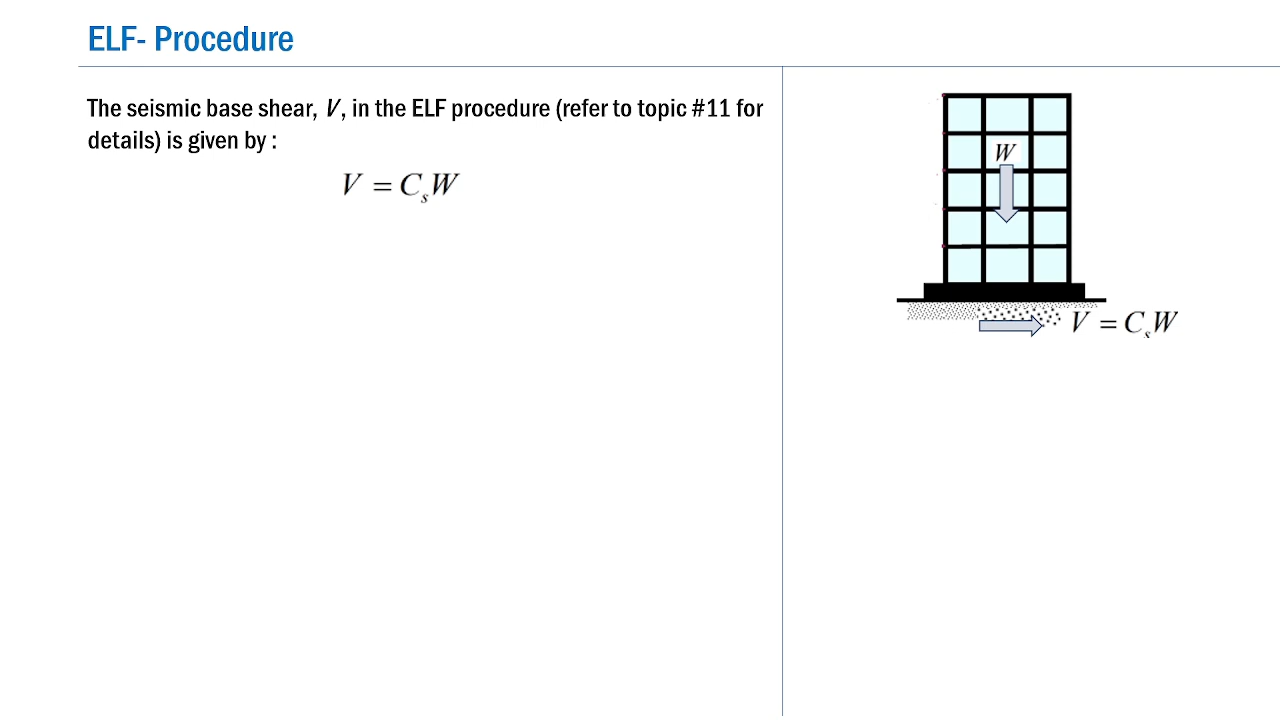 ELF- Procedure
The seismic base shear, V, in the ELF procedure (refer to topic #11 for
details) is given by :
V = CₛW
W
V = CₛW